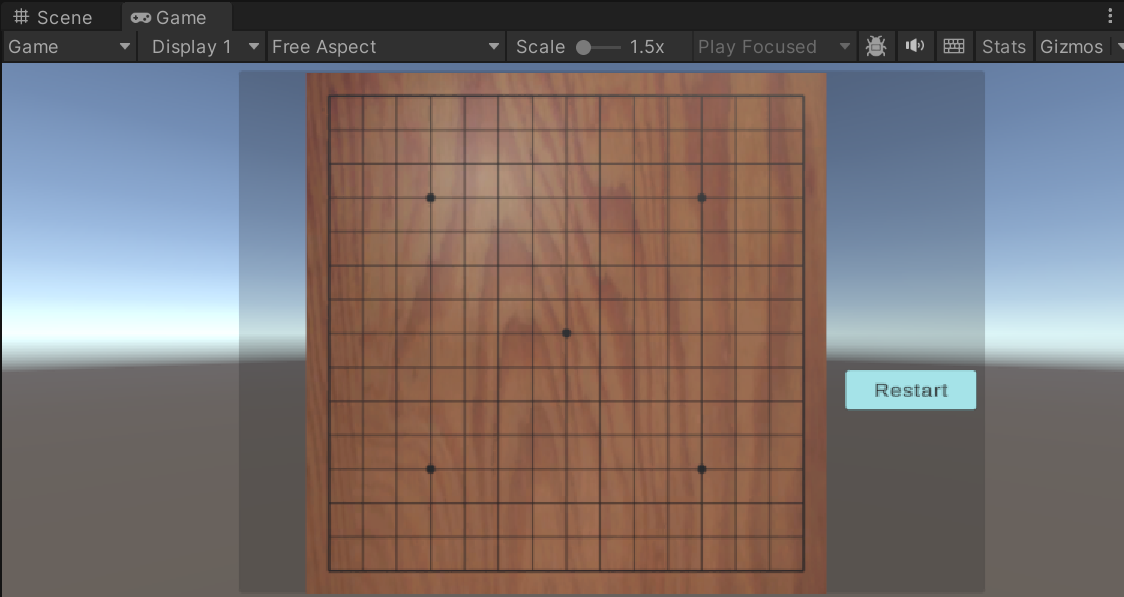 Scene Game
Game Display 1 Free Aspect Scale 1.5x Play Focused Stats Gizmos
Restart